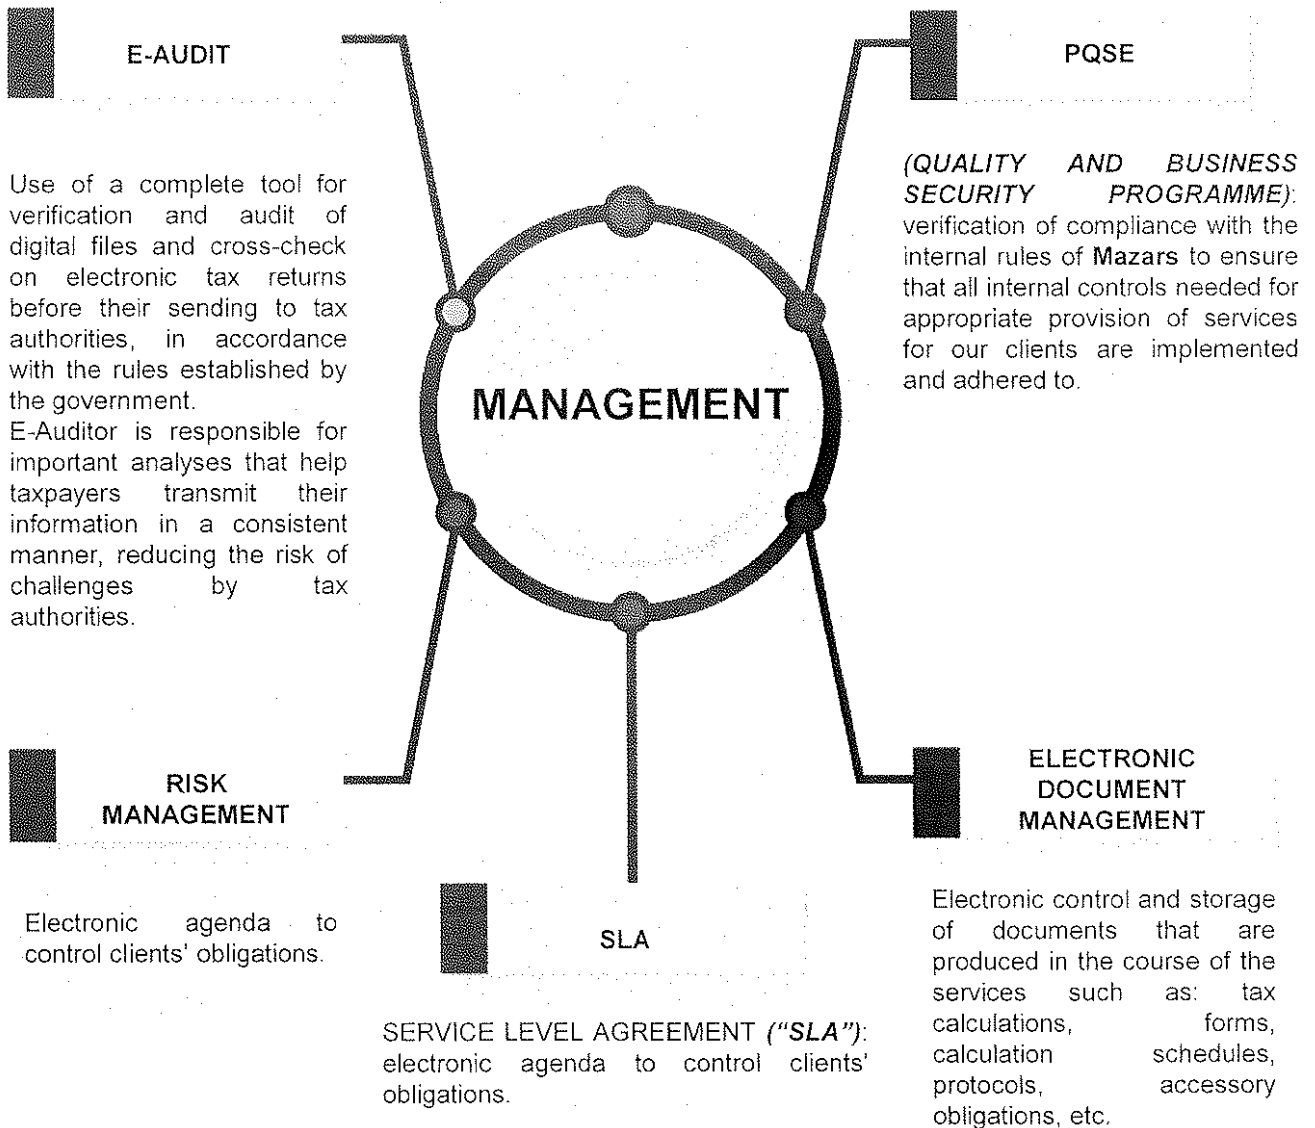 E-AUDIT
Use of a complete tool for
verification and audit of
digital files and cross-check
on electronic tax returns
before their sending to tax
authorities, in accordance
with the rules established by
the government.
E-Auditor is responsible for
important analyses that help
taxpayers transmit their
information in a consistent
manner, reducing the risk of
challenges by tax
authorities.
PQSE
(QUALITY AND BUSINESS
SECURITY PROGRAMME):
verification of compliance with the
internal rules of Mazars to ensure
that all internal controls needed for
appropriate provision of services
for our clients are implemented
and adhered to.
MANAGEMENT
RISK
MANAGEMENT
Electronic agenda to
control clients' obligations.
SLA
SERVICE LEVEL AGREEMENT ("SLA"):
electronic agenda to control clients'
obligations.
ELECTRONIC
DOCUMENT
MANAGEMENT
Electronic control and storage
of documents that are
produced in the course of the
services such as: tax
calculations, forms,
calculation schedules,
protocols, accessory
obligations, etc.